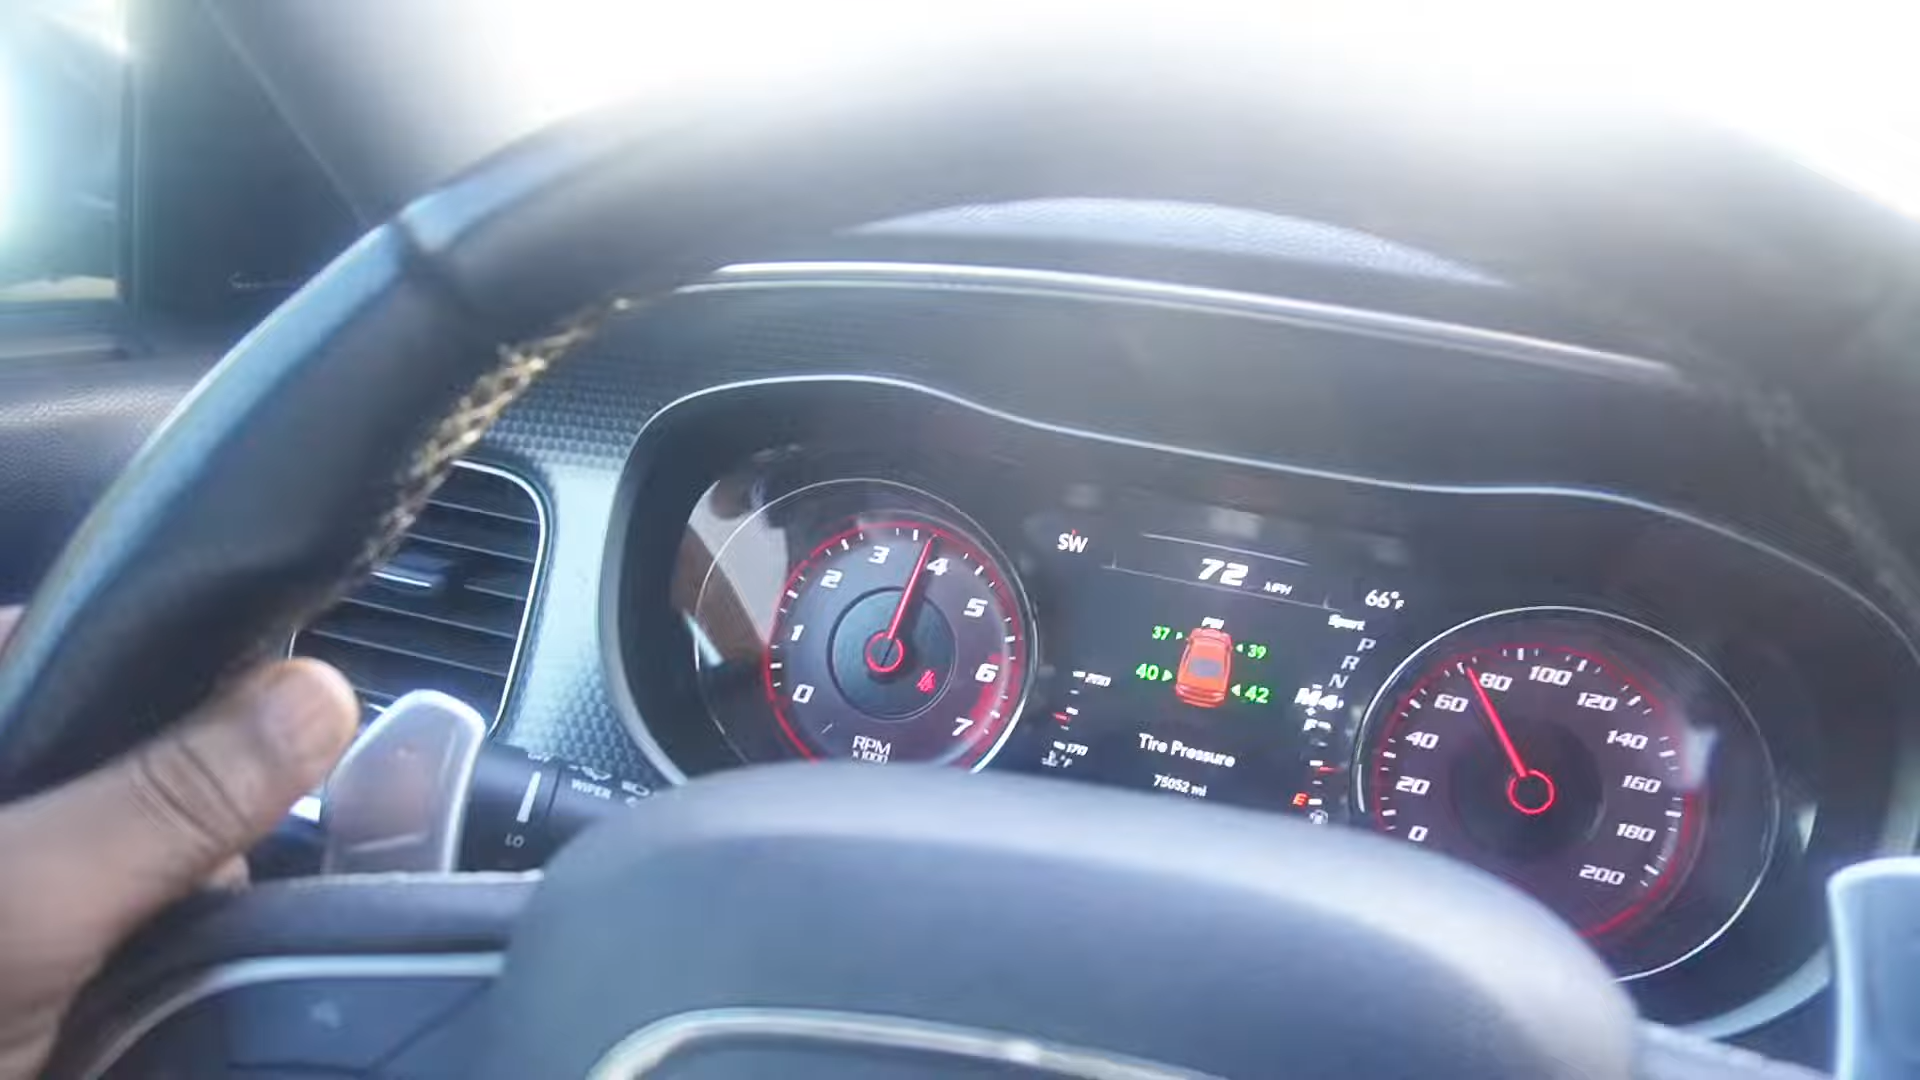 SW
72 MPH
66°F
Sport
PSI
37 39
40 42
Tire Pressure
75052 mi
P
R
N
M4
E
0 1 2 3 4 5 6 7
RPM
x1000
0 20 40 60 80 100 120 140 160 180 200
WIPER
LO